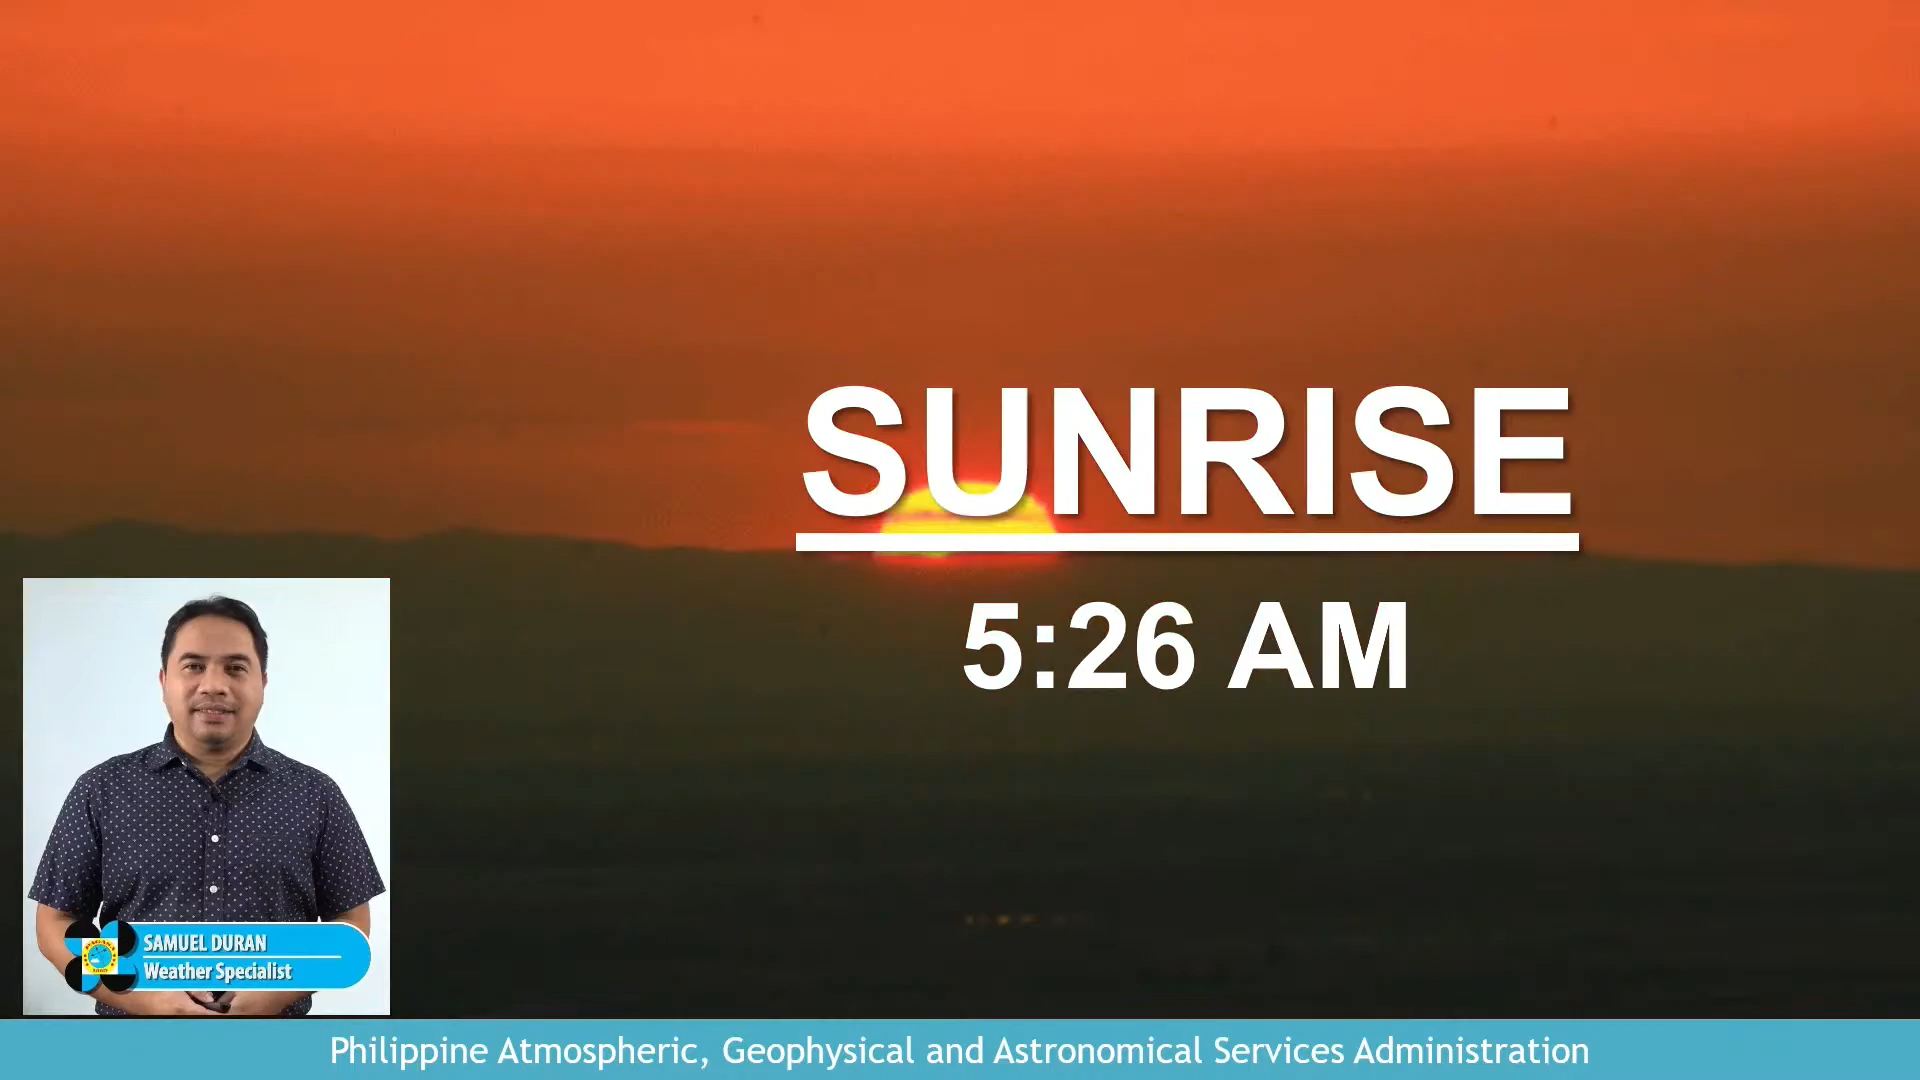 SUNRISE
5:26 AM
SAMUEL DURAN
Weather Specialist
Philippine Atmospheric, Geophysical and Astronomical Services Administration